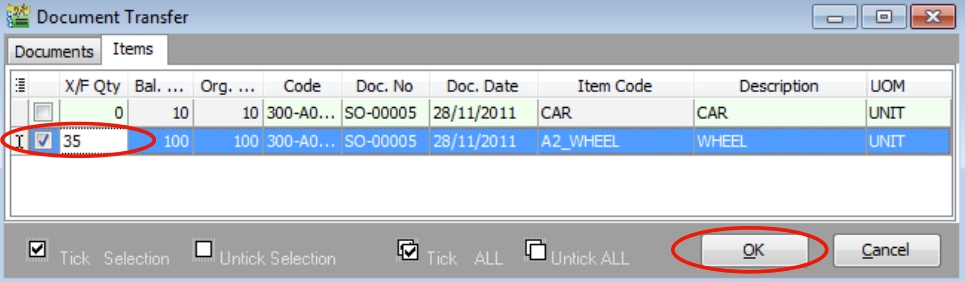 Document Transfer
Documents Items
X/F Qty Bal. ... Org. ... Code Doc. No Doc. Date Item Code Description UOM
0 10 10 300-A0... SO-00005 28/11/2011 CAR CAR UNIT
35 100 100 300-A0... SO-00005 28/11/2011 A2_WHEEL WHEEL UNIT
Tick Selection Untick Selection Tick ALL Untick ALL OK Cancel